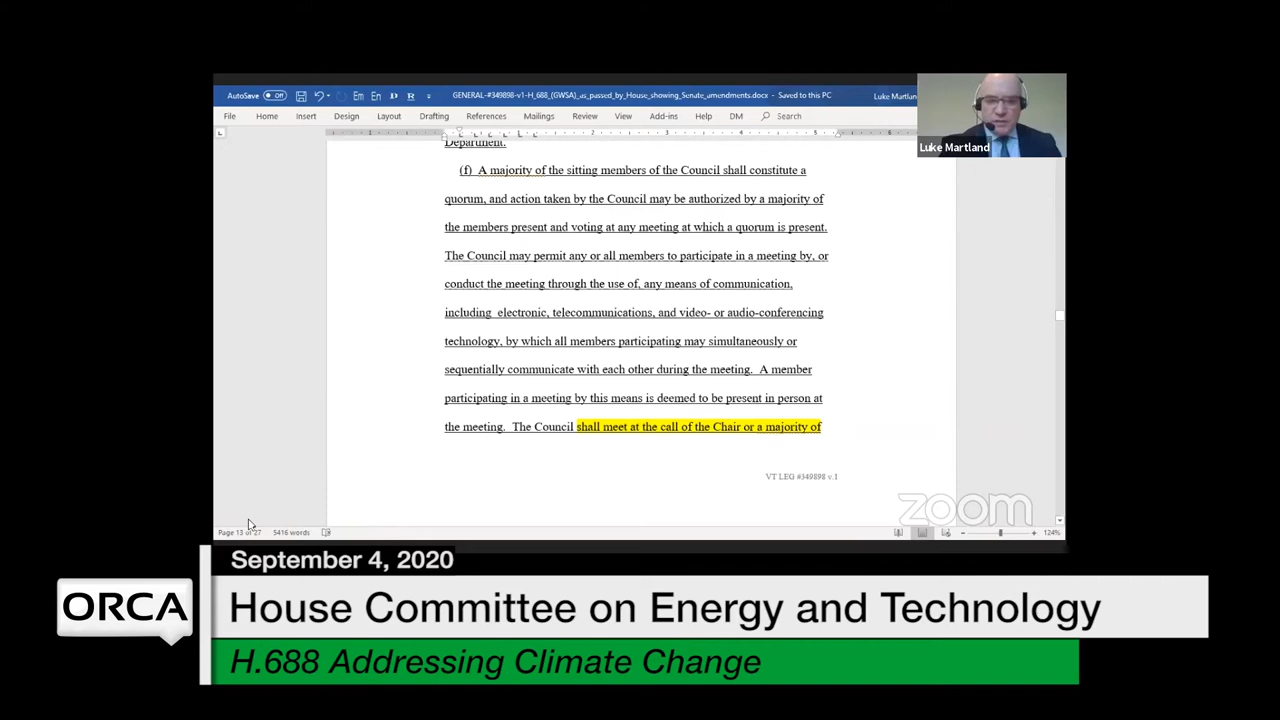 AutoSave Off
GENERAL-#349898-v1-H_688_(GWSA)_as_passed_by_House_showing_Senate_amendments.docx - Saved to this PC
Luke Martland
File Home Insert Design Layout References Mailings Review View Add-ins Help DM Search
Department.
(f) A majority of the sitting members of the Council shall constitute a
quorum, and action taken by the Council may be authorized by a majority of
the members present and voting at any meeting at which a quorum is present.
The Council may permit any or all members to participate in a meeting by, or
conduct the meeting through the use of, any means of communication,
including electronic, telecommunications, and video- or audio-conferencing
technology, by which all members participating may simultaneously or
sequentially communicate with each other during the meeting. A member
participating in a meeting by this means is deemed to be present in person at
the meeting. The Council shall meet at the call of the Chair or a majority of
VT LEG #349898 v.1
zoom
Page 13 of 27 5416 words
124%
September 4, 2020
ORCA
House Committee on Energy and Technology
H.688 Addressing Climate Change